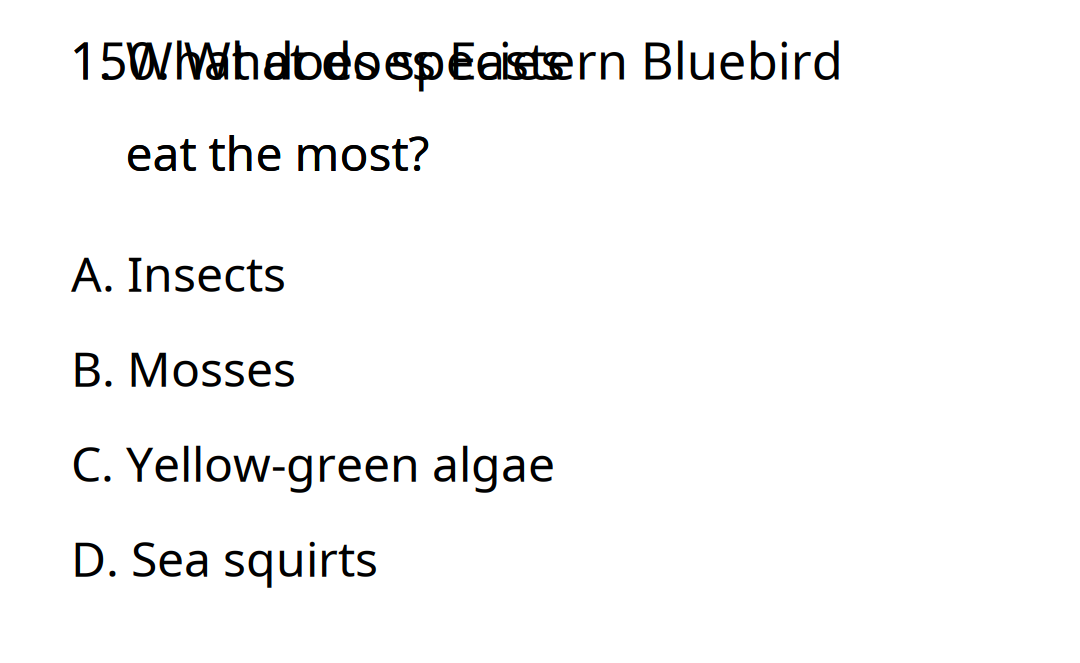 150. What does Eastern Bluebird
eat the most?
A. Insects
B. Mosses
C. Yellow-green algae
D. Sea squirts